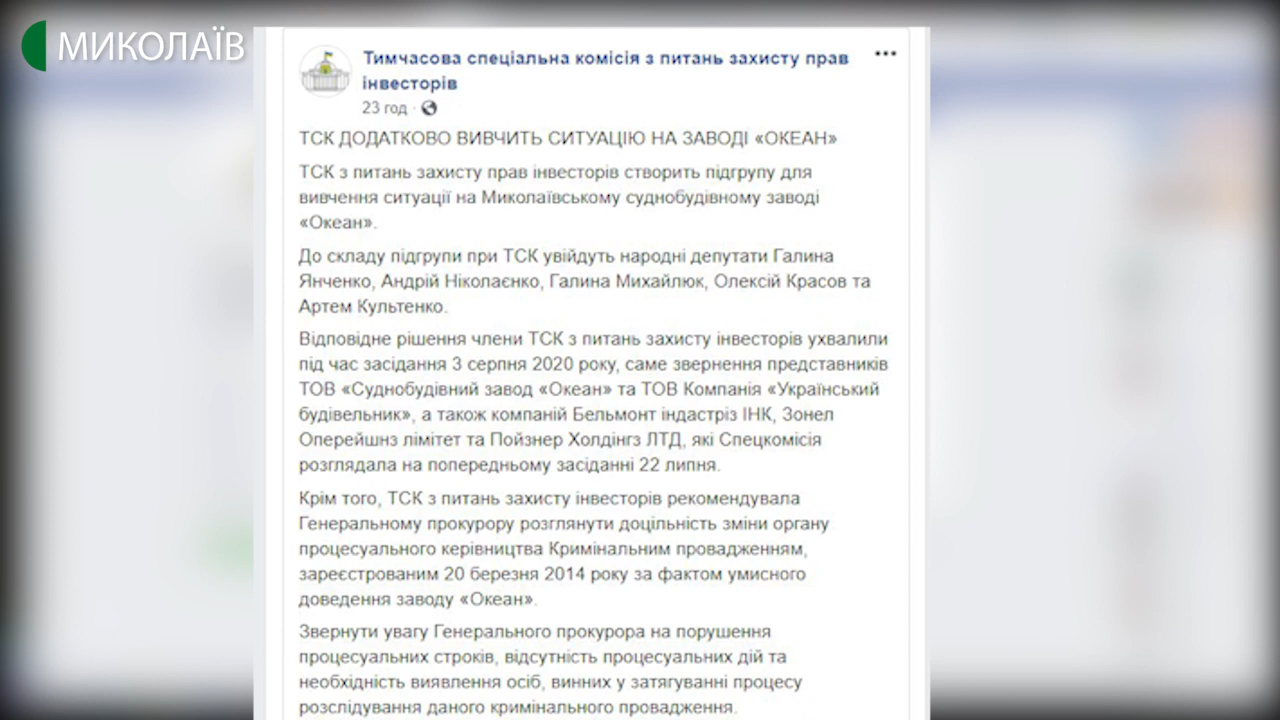 МИКОЛАЇВ
Тимчасова спеціальна комісія з питань захисту прав
інвесторів
23 год ·
ТСК ДОДАТКОВО ВИВЧИТЬ СИТУАЦІЮ НА ЗАВОДІ «ОКЕАН»
ТСК з питань захисту прав інвесторів створить підгрупу для
вивчення ситуації на Миколаївському суднобудівному заводі
«Океан».
До складу підгрупи при ТСК увійдуть народні депутати Галина
Янченко, Андрій Ніколаєнко, Галина Михайлюк, Олексій Красов та
Артем Культенко.
Відповідне рішення члени ТСК з питань захисту інвесторів ухвалили
під час засідання 3 серпня 2020 року, саме звернення представників
ТОВ «Суднобудівний завод «Океан» та ТОВ Компанія «Український
будівельник», а також компаній Бельмонт індастріз ІНК, Зонел
Оперейшнз лімітет та Пойзнер Холдінгз ЛТД, які Спецкомісія
розглядала на попередньому засіданні 22 липня.
Крім того, ТСК з питань захисту інвесторів рекомендувала
Генеральному прокурору розглянути доцільність зміни органу
процесуального керівництва Кримінальним провадженням,
зареєстрованим 20 березня 2014 року за фактом умисного
доведення заводу «Океан».
Звернути увагу Генерального прокурора на порушення
процесуальних строків, відсутність процесуальних дій та
необхідність виявлення осіб, винних у затягуванні процесу
розслідування даного кримінального провадження.